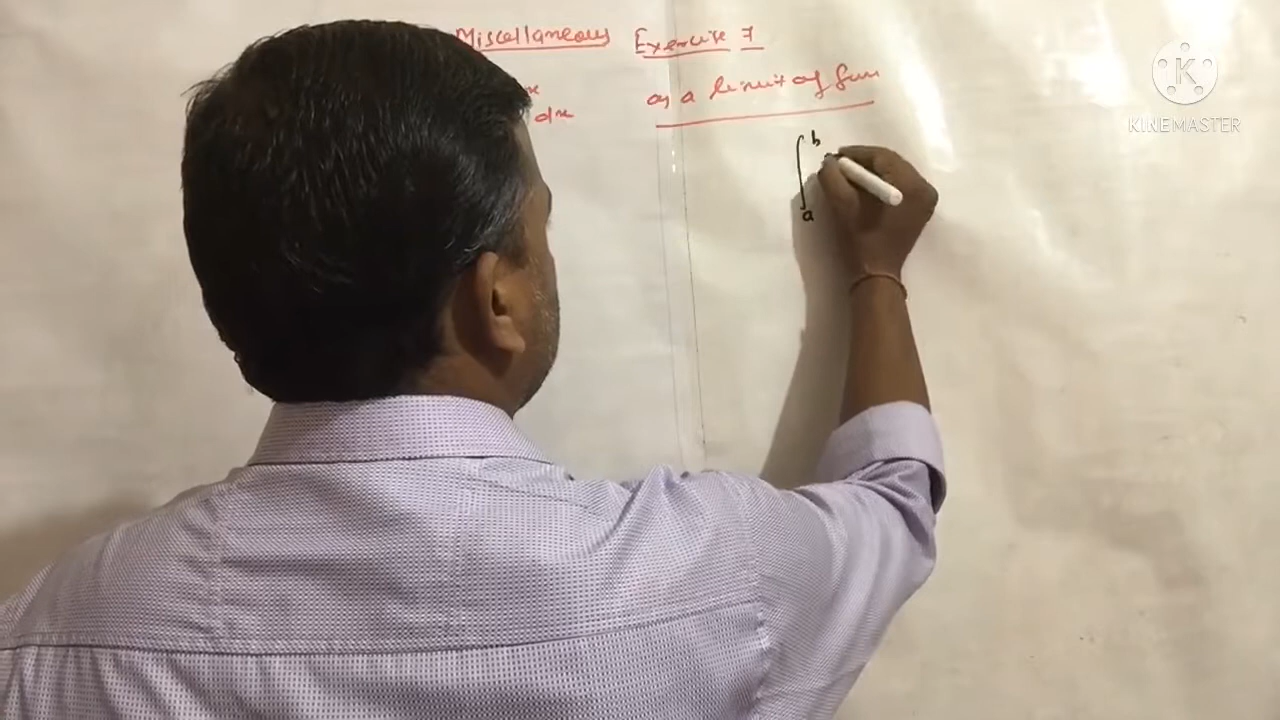 Miscellaneous Exercise 7
x
dx as a limit of sum
∫ b
a
KINEMASTER